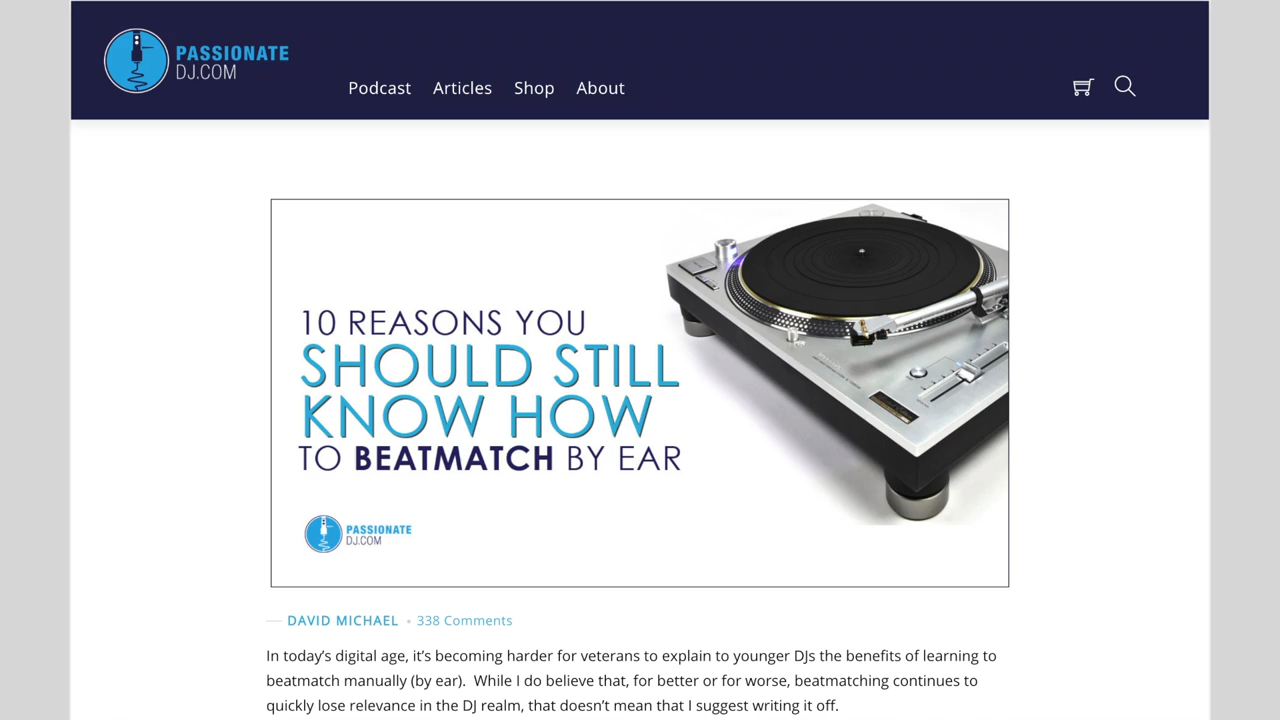 PASSIONATE
DJ.COM
Podcast Articles Shop About
10 REASONS YOU
SHOULD STILL
KNOW HOW
TO BEATMATCH BY EAR
PASSIONATE
DJ.COM
DAVID MICHAEL • 338 Comments
In today’s digital age, it’s becoming harder for veterans to explain to younger DJs the benefits of learning to
beatmatch manually (by ear).  While I do believe that, for better or for worse, beatmatching continues to
quickly lose relevance in the DJ realm, that doesn’t mean that I suggest writing it off.